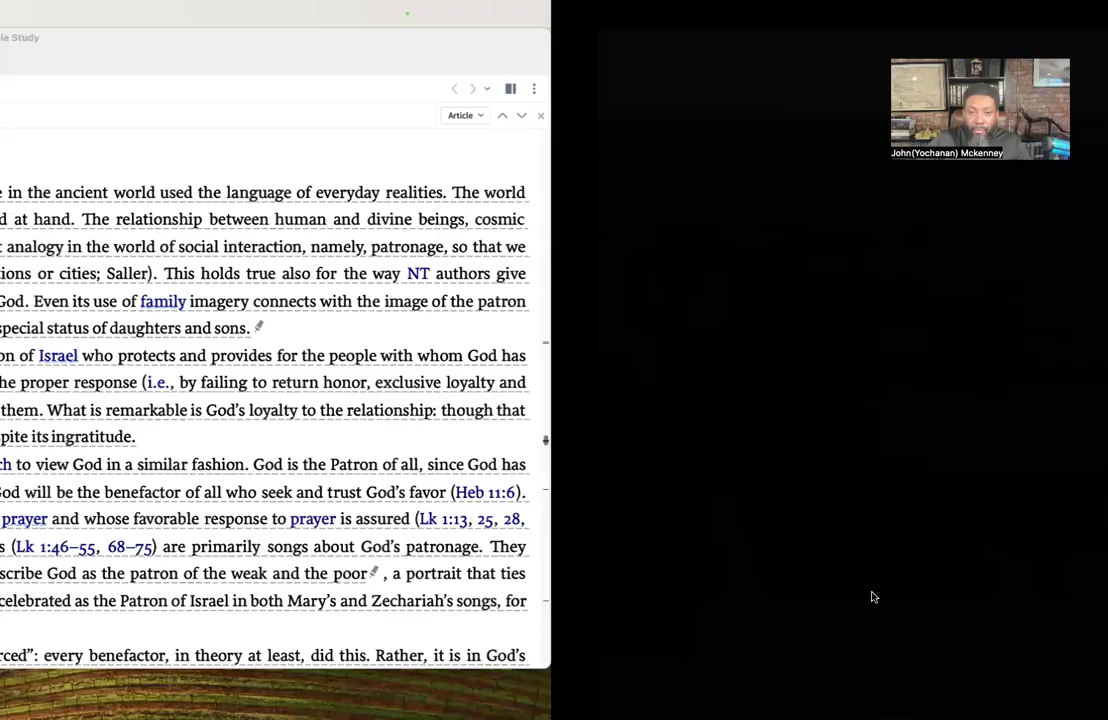 le Study
Article
in the ancient world used the language of everyday realities. The world
d at hand. The relationship between human and divine beings, cosmic
analogy in the world of social interaction, namely, patronage, so that we
tions or cities; Saller). This holds true also for the way NT authors give
God. Even its use of family imagery connects with the image of the patron
special status of daughters and sons.
on of Israel who protects and provides for the people with whom God has
he proper response (i.e., by failing to return honor, exclusive loyalty and
them. What is remarkable is God’s loyalty to the relationship: though that
pite its ingratitude.
ch to view God in a similar fashion. God is the Patron of all, since God has
God will be the benefactor of all who seek and trust God’s favor (Heb 11:6).
prayer and whose favorable response to prayer is assured (Lk 1:13, 25, 28,
s (Lk 1:46–55, 68–75) are primarily songs about God’s patronage. They
scribe God as the patron of the weak and the poor, a portrait that ties
celebrated as the Patron of Israel in both Mary’s and Zechariah’s songs, for
rced”: every benefactor, in theory at least, did this. Rather, it is in God’s
John(Yochanan) Mckenney